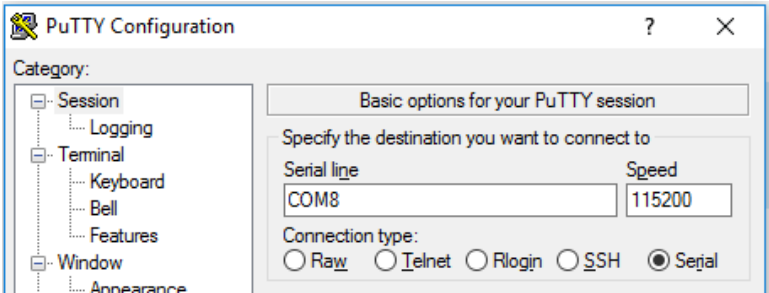 PuTTY Configuration
?
Category:
Session
Logging
Terminal
Keyboard
Bell
Features
Window
Appearance
Basic options for your PuTTY session
Specify the destination you want to connect to
Serial line Speed
COM8 115200
Connection type:
Raw Telnet Rlogin SSH Serial